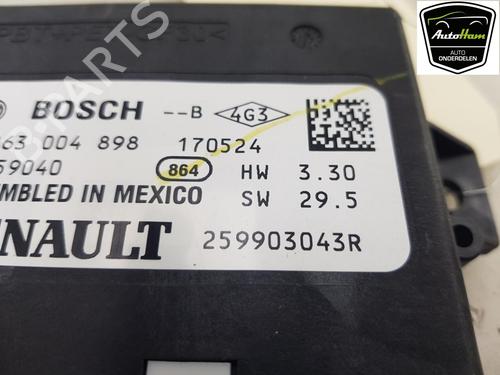 AutoHam
AUTO
ONDERDELEN
BOSCH --B 4G3
63 004 898 170524
59040 864 HW 3.30
MBLED IN MEXICO SW 29.5
NAULT 259903043R